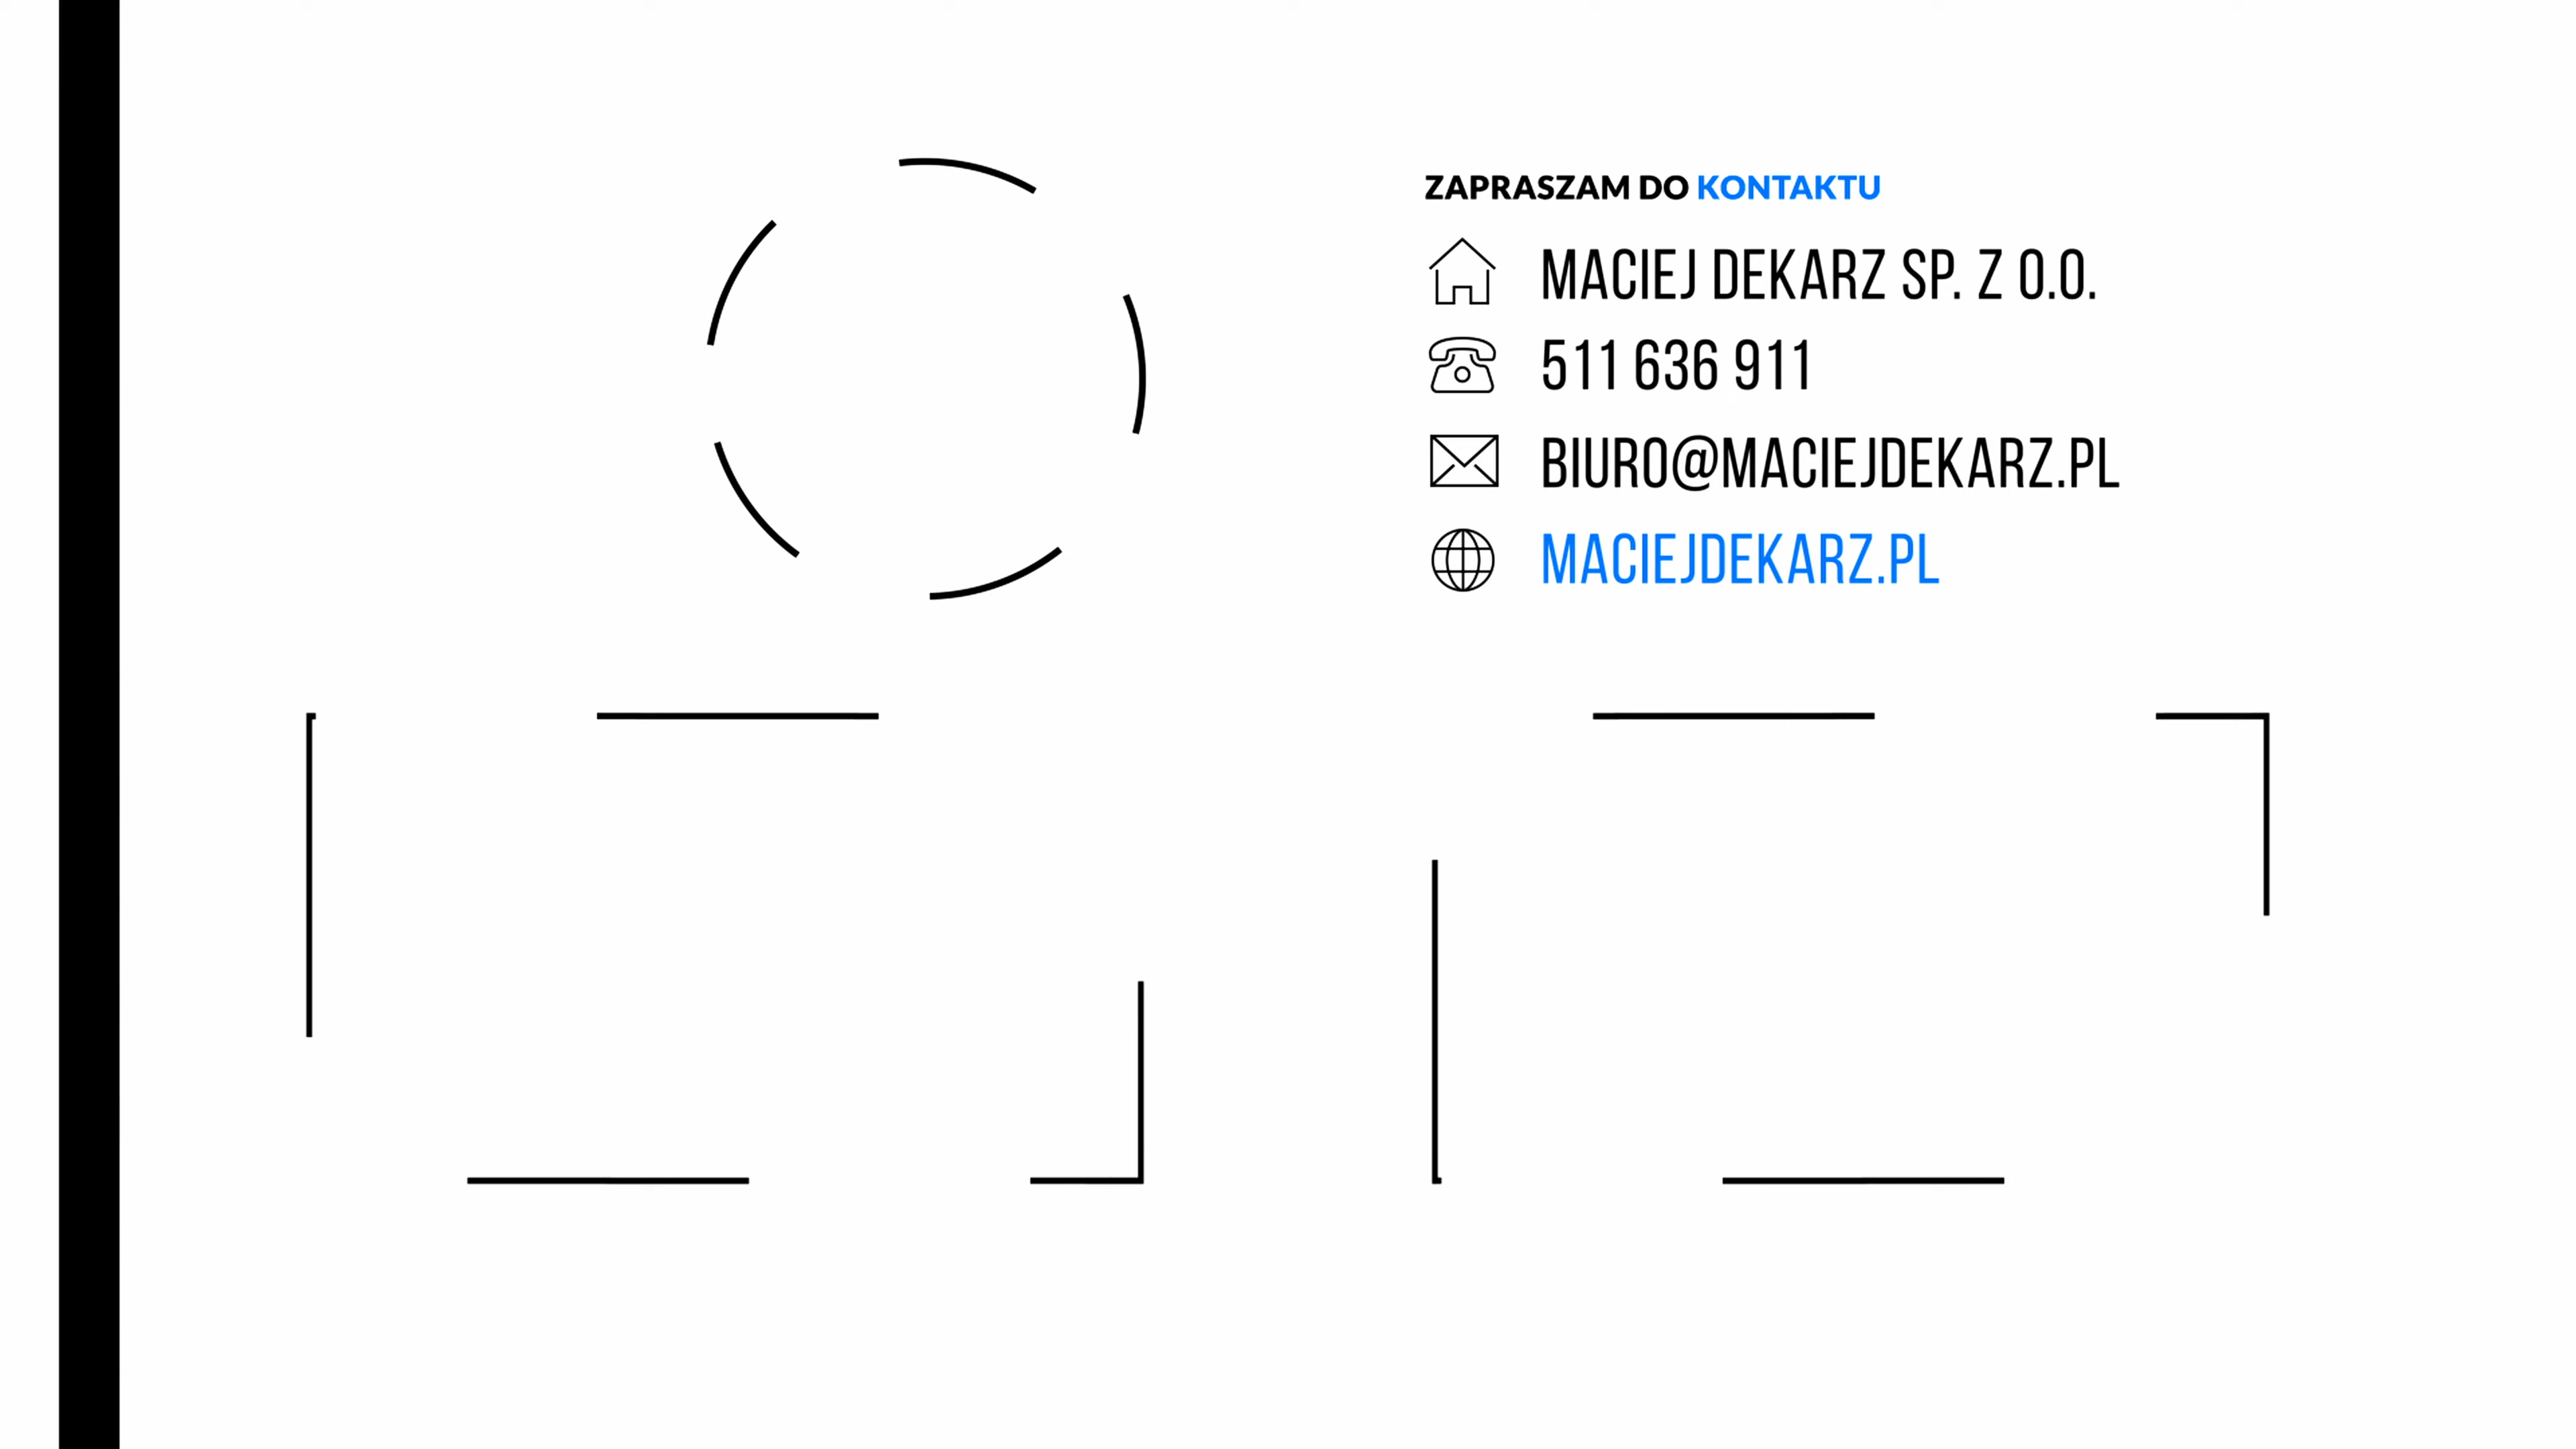 ZAPRASZAM DO KONTAKTU
MACIEJ DEKARZ SP. Z O.O.
511 636 911
BIURO@MACIEJDEKARZ.PL
MACIEJDEKARZ.PL